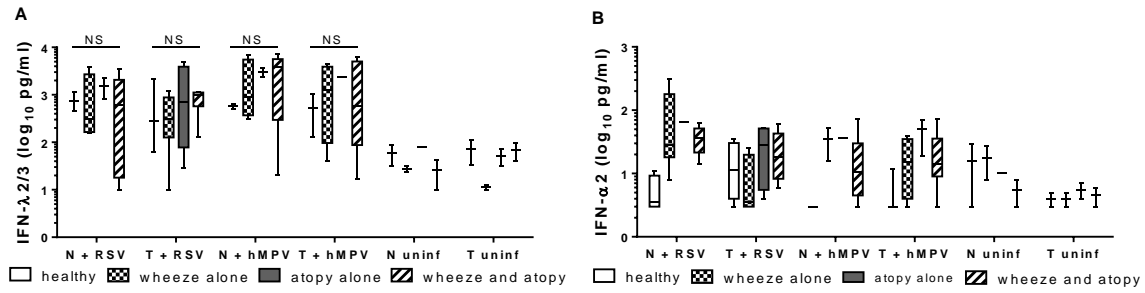 A
IFN-λ2/3 (log10 pg/ml)
4
3
2
1
0
NS
NS
NS
NS
N + RSV
T + RSV
N + hMPV
T + hMPV
N uninf
T uninf
healthy
wheeze alone
atopy alone
wheeze and atopy
B
IFN-α2 (log10 pg/ml)
3
2
1
0
N + RSV
T + RSV
N + hMPV
T + hMPV
N uninf
T uninf
healthy
wheeze alone
atopy alone
wheeze and atopy